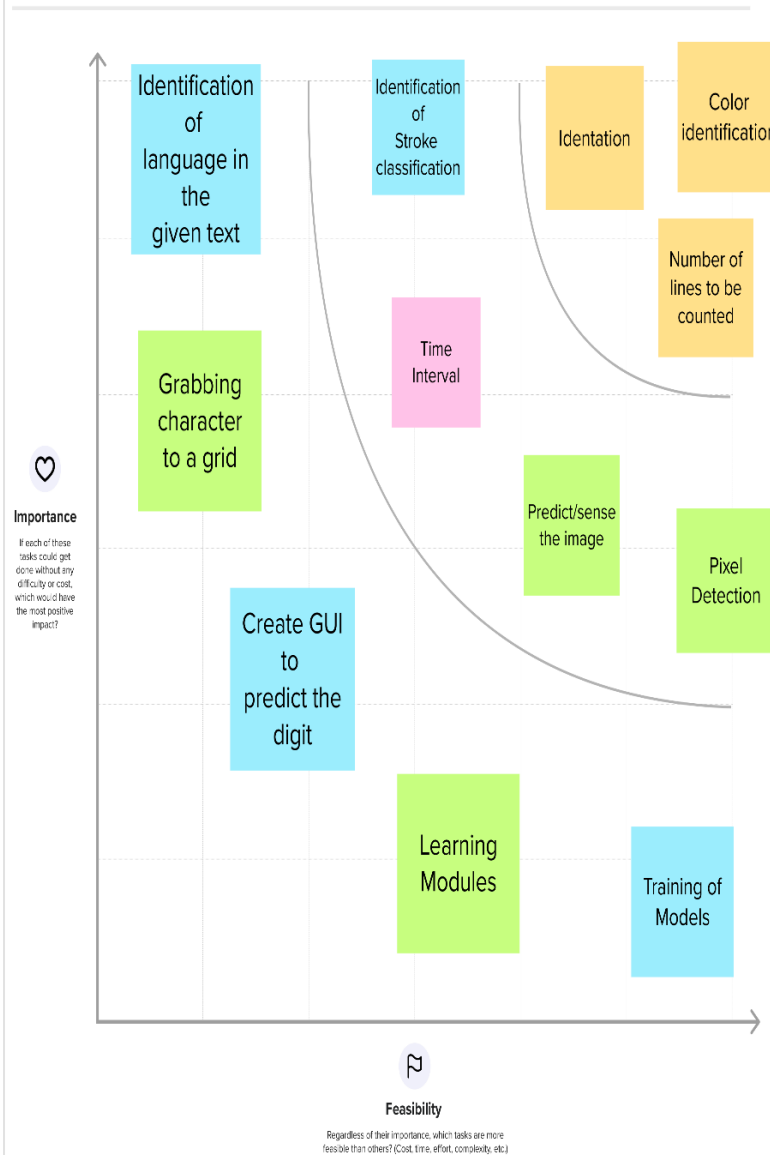 Identification
of
language in
the
given text
Identification
of
Stroke
classification
Identation
Color
identification
Number of
lines to be
counted
Time
Interval
Grabbing
character
to a grid
Predict/sense
the image
Pixel
Detection
Importance
If each of these
tasks could get
done without any
difficulty or cost,
which would have
the most positive
impact?
Create GUI
to
predict the
digit
Learning
Modules
Training of
Models
Feasibility
Regardless of their importance, which tasks are more
feasible than others? (Cost, time, effort, complexity, etc.)